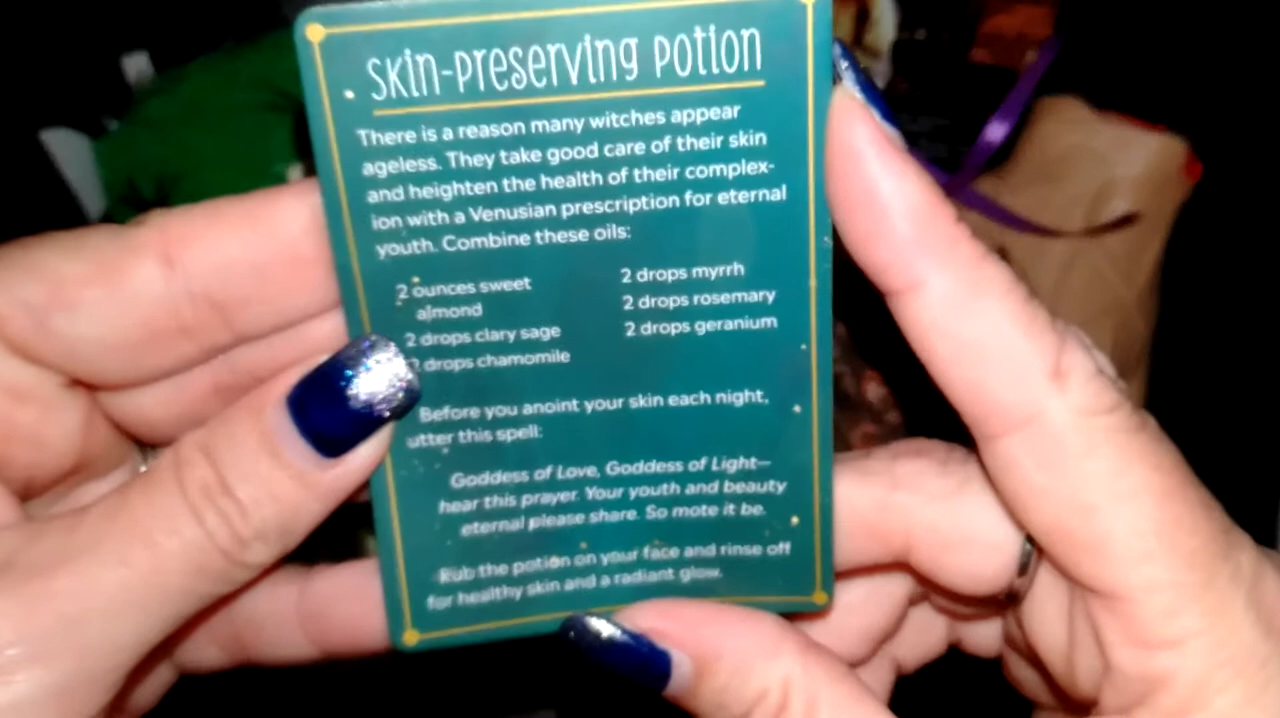 Skin-Preserving Potion
There is a reason many witches appear
ageless. They take good care of their skin
and heighten the health of their complex-
ion with a Venusian prescription for eternal
youth. Combine these oils:
2 ounces sweet
almond
2 drops clary sage
2 drops chamomile
2 drops myrrh
2 drops rosemary
2 drops geranium
Before you anoint your skin each night,
utter this spell:
Goddess of Love, Goddess of Light—
hear this prayer. Your youth and beauty
eternal please share. So mote it be.
Rub the potion on your face and rinse off
for healthy skin and a radiant glow.